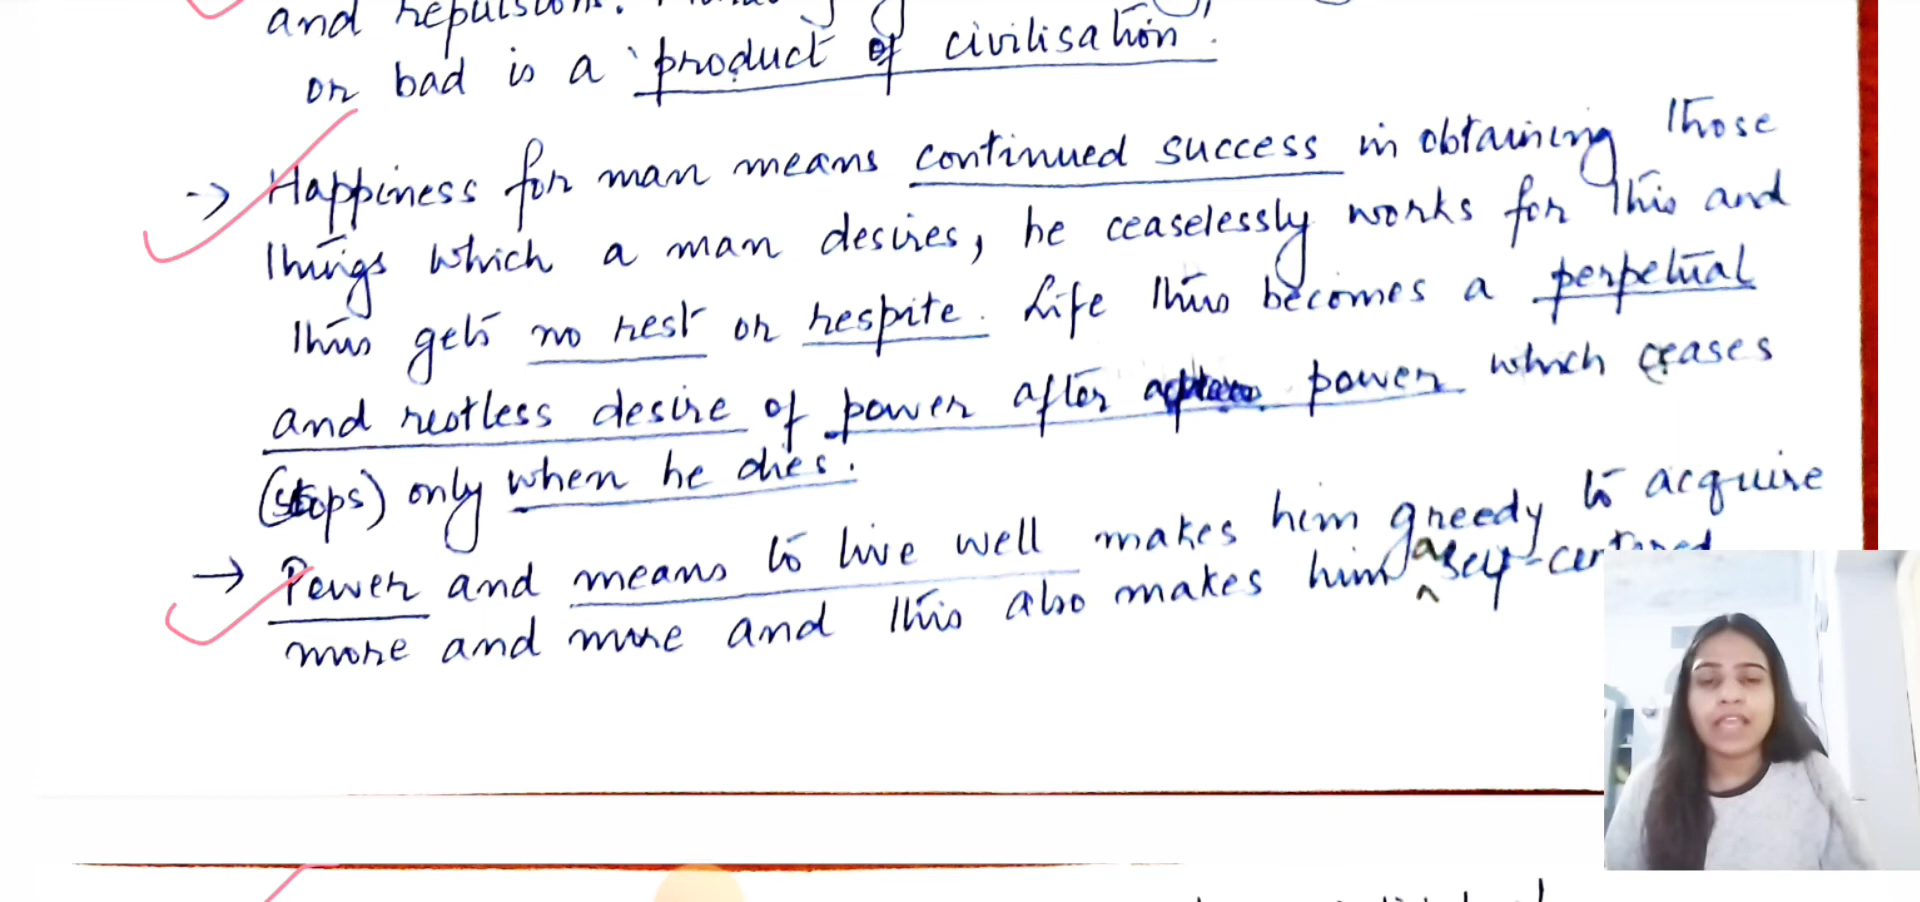 and repulsion.
or bad is a 'product of civilisation'.
-> Happiness for man means continued success in obtaining those
things which a man desires, he ceaselessly works for this and
thus gets no rest or respite. Life thus becomes a perpetual
and restless desire of power after power which ceases
(stops) only when he dies.
-> Power and means to live well makes him greedy to acquire
more and more and this also makes him a self-centered